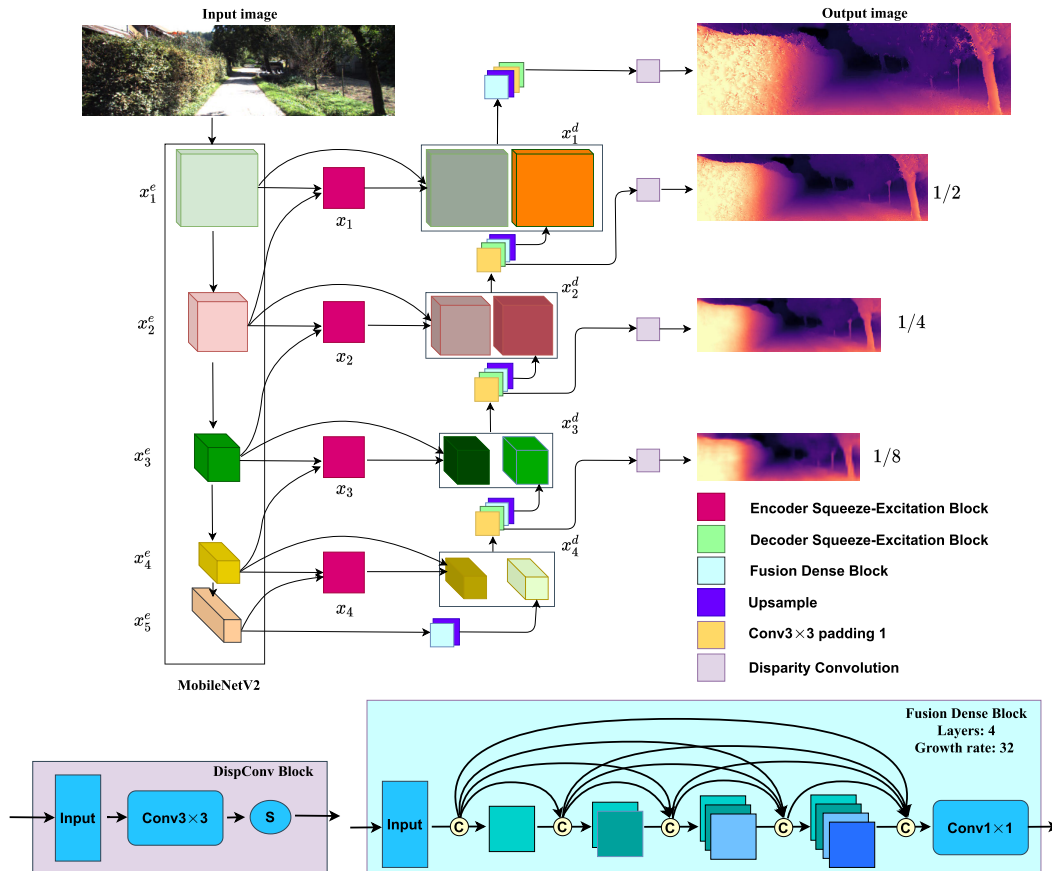 Input image
Output image
$x_1^e$
$x_1$
$x_1^d$
1/2
$x_2^e$
$x_2$
$x_2^d$
1/4
$x_3^e$
$x_3$
$x_3^d$
1/8
$x_4^e$
$x_4$
$x_4^d$
$x_5^e$
MobileNetV2
Encoder Squeeze-Excitation Block
Decoder Squeeze-Excitation Block
Fusion Dense Block
Upsample
Conv3×3 padding 1
Disparity Convolution
DispConv Block
Input
Conv3×3
S
Fusion Dense Block
Layers: 4
Growth rate: 32
Input
C
C
C
C
C
Conv1×1